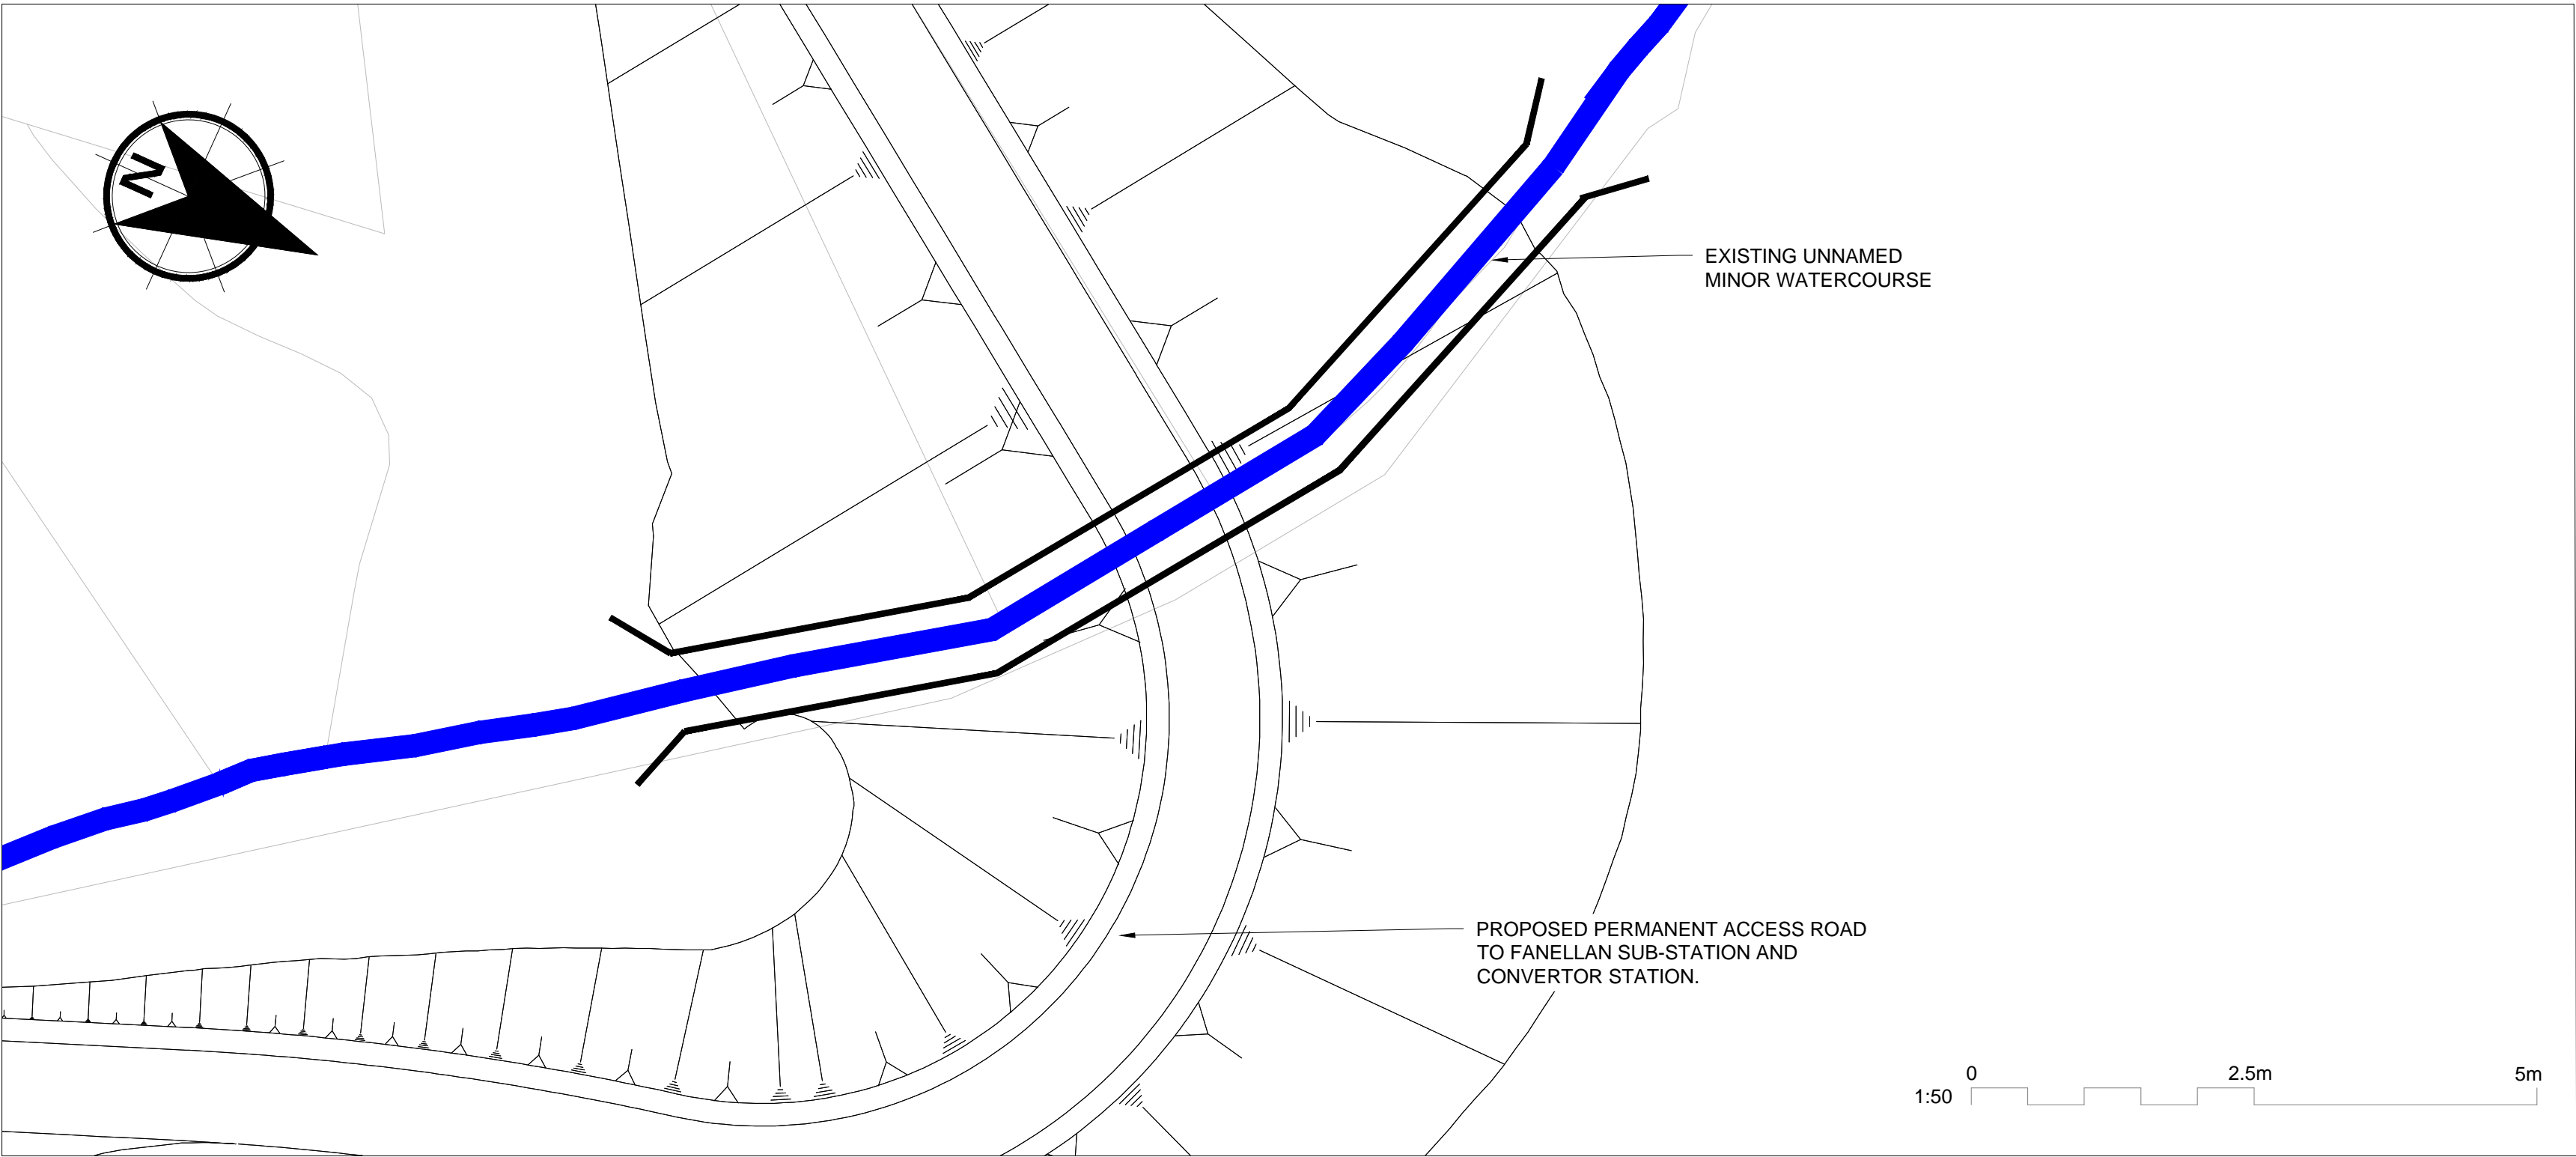 N
EXISTING UNNAMED
MINOR WATERCOURSE
PROPOSED PERMANENT ACCESS ROAD
TO FANELLAN SUB-STATION AND
CONVERTOR STATION.
0 2.5m 5m
1:50